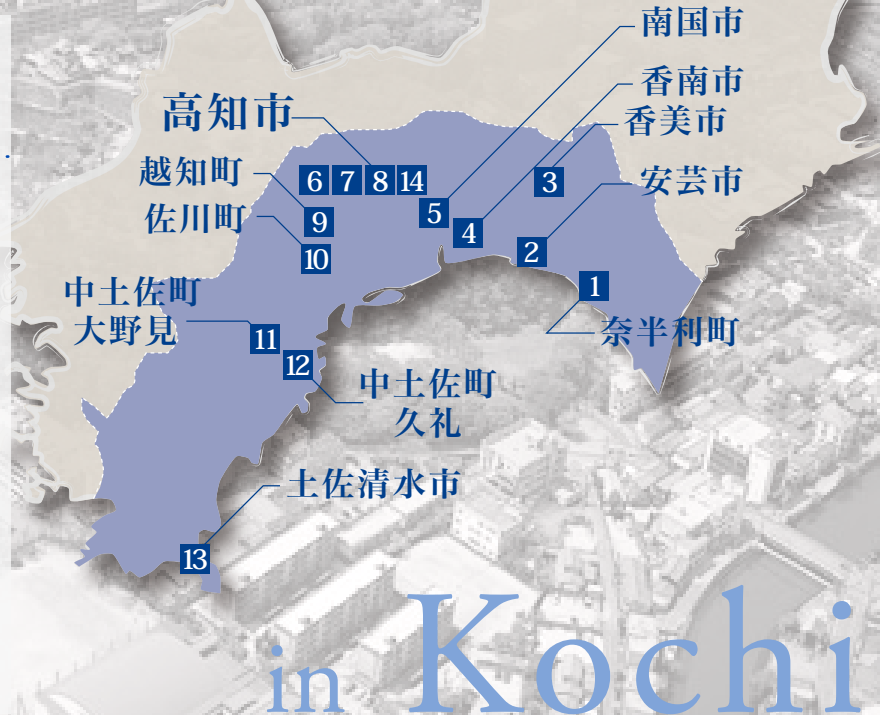 南国市
香南市
高知市
香美市
越知町
6 7 8 14
3
安芸市
佐川町
9
5
4
10
2
1
中土佐町
大野見
11
奈半利町
12
中土佐町
久礼
土佐清水市
13
in Kochi